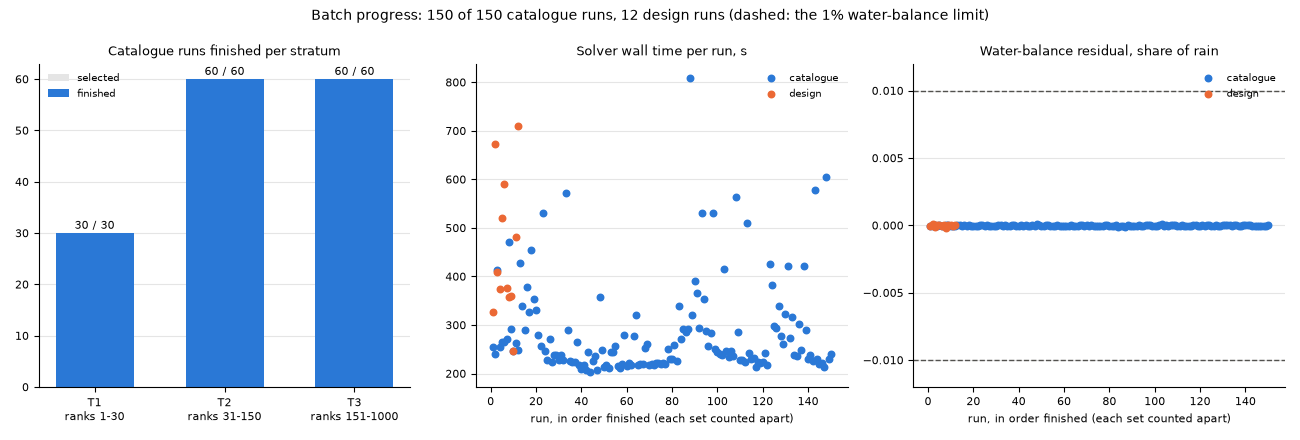 Batch progress: 150 of 150 catalogue runs, 12 design runs (dashed: the 1% water-balance limit)
Catalogue runs finished per stratum
selected
finished
30 / 30
60 / 60
60 / 60
60
50
40
30
20
10
0
T1
ranks 1-30
T2
ranks 31-150
T3
ranks 151-1000
Solver wall time per run, s
catalogue
design
800
700
600
500
400
300
200
0 20 40 60 80 100 120 140
run, in order finished (each set counted apart)
Water-balance residual, share of rain
catalogue
design
0.010
0.005
0.000
−0.005
−0.010
0 20 40 60 80 100 120 140
run, in order finished (each set counted apart)